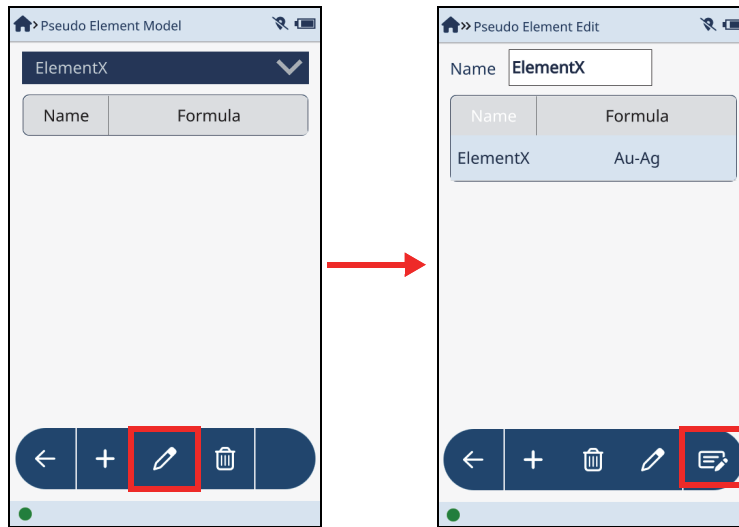 Pseudo Element Model
ElementX
Name Formula
Pseudo Element Edit
Name ElementX
Name Formula
ElementX Au-Ag